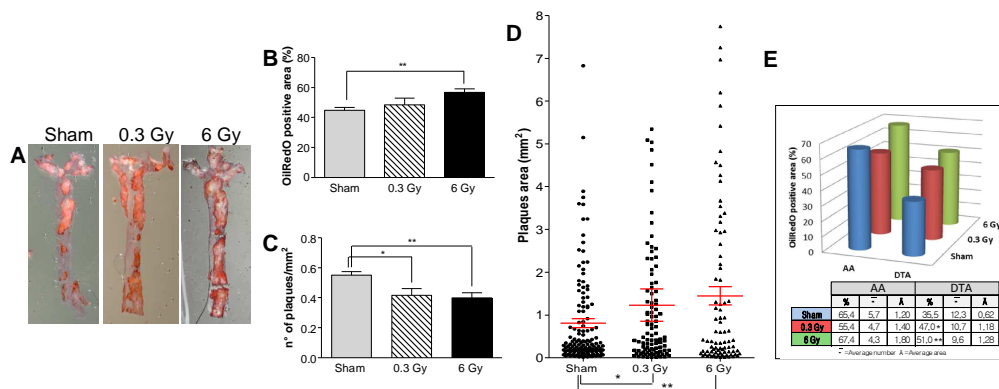 A
Sham 0.3 Gy 6 Gy
B
OilRedO positive area (%)
80
60
40
20
0
**
Sham 0.3 Gy 6 Gy
C
n° of plaques/mm²
0.8
0.6
0.4
0.2
0.0
**
*
Sham 0.3 Gy 6 Gy
D
Plaques area (mm²)
8
7
6
5
4
3
2
1
0
Sham 0.3 Gy 6 Gy
*
**
E
OilRedO positive area (%)
70
60
50
40
30
20
10
0
AA
DTA
Sham
0.3 Gy
6 Gy
AA DTA
% - A % - A
Sham 65,4 5,7 1,20 35,5 12,3 0,62
0.3 Gy 55,4 4,7 1.40 47,0* 10,7 1.18
6 Gy 67,4 4,3 1,80 51,0** 9,6 1,28
=Average number A =Average area